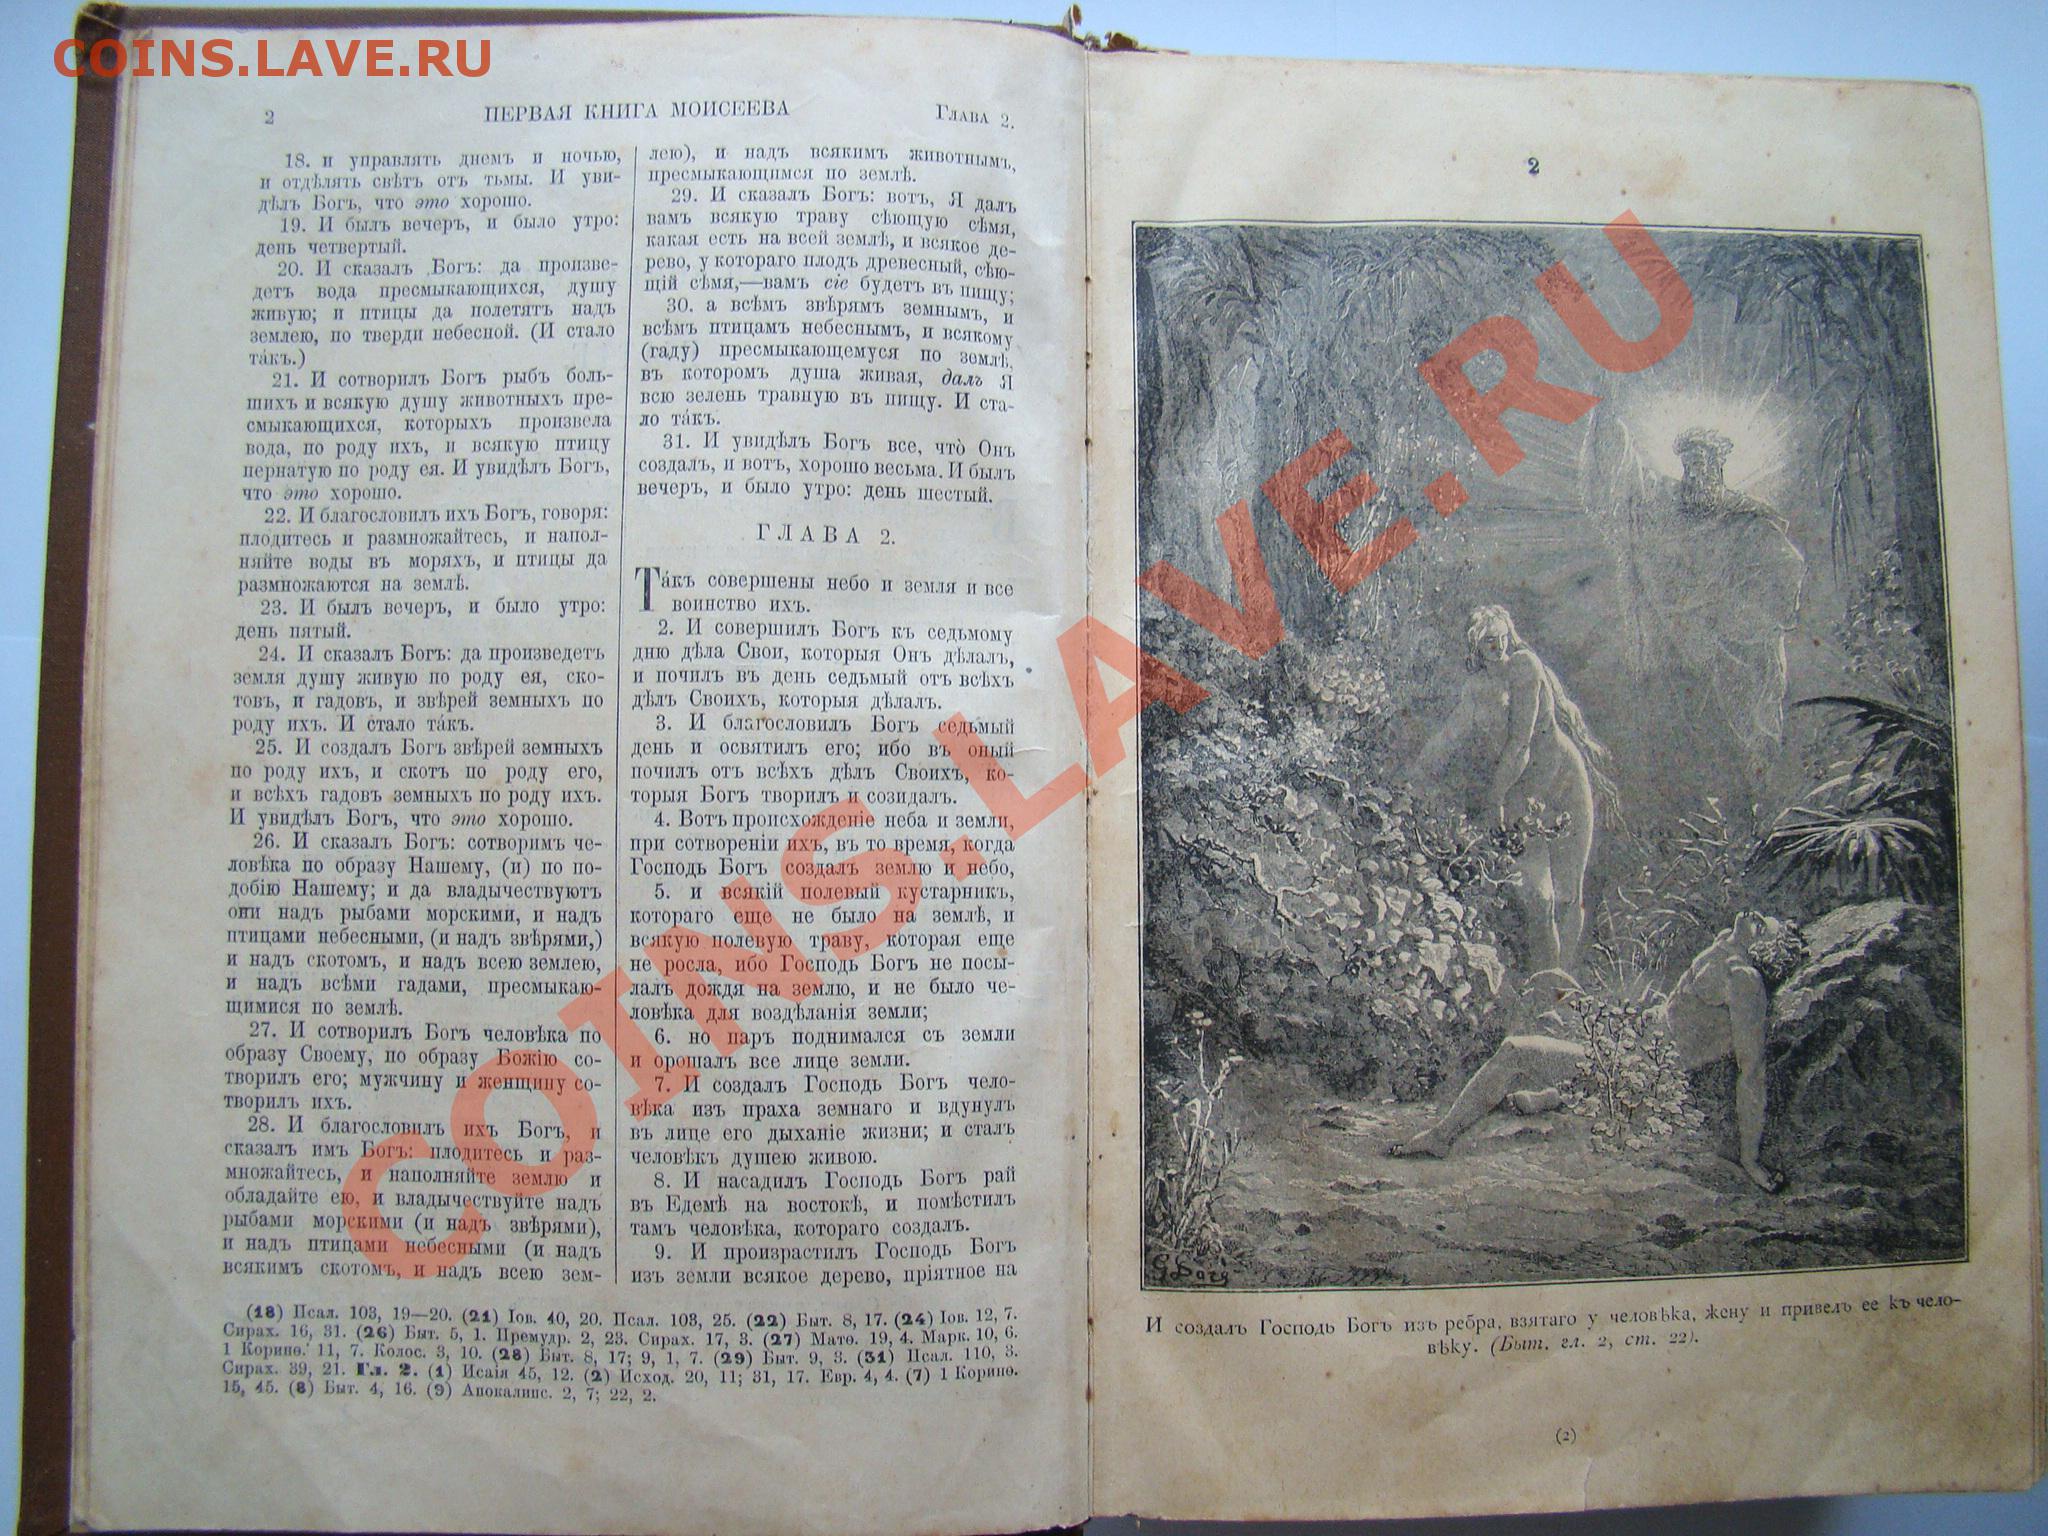 COINS.LAVE.RU
2 ПЕРВАЯ КНИГА МОИСЕЕВА Глава 2.
18. и управлять днемъ и ночью,
и отдѣлять свѣтъ отъ тьмы. И уви-
дѣлъ Богъ, что это хорошо.
19. И былъ вечеръ, и было утро:
день четвертый.
20. И сказалъ Богъ: да произве-
детъ вода пресмыкающихся, душу
живую; и птицы да полетятъ надъ
землею, по тверди небесной. (И стало
та́къ.)
21. И сотворилъ Богъ рыбъ боль-
шихъ и всякую душу животныхъ пре-
смыкающихся, которыхъ произвела
вода, по роду ихъ, и всякую птицу
пернатую по роду ея. И увидѣлъ Богъ,
что это хорошо.
22. И благословилъ ихъ Богъ, говоря:
плодитесь и размножайтесь, и напол-
няйте воды въ моряхъ, и птицы да
размножаются на землѣ.
23. И былъ вечеръ, и было утро:
день пятый.
24. И сказалъ Богъ: да произведетъ
земля душу живую по роду ея, ско-
товъ, и гадовъ, и звѣрей земныхъ по
роду ихъ. И стало та́къ.
25. И создалъ Богъ звѣрей земныхъ
по роду ихъ, и скотъ по роду его,
и всѣхъ гадовъ земныхъ по роду ихъ.
И увидѣлъ Богъ, что это хорошо.
26. И сказалъ Богъ: сотворимъ че-
ловѣка по образу Нашему, (и) по по-
добію Нашему; и да владычествуютъ
они надъ рыбами морскими, и надъ
птицами небесными, (и надъ звѣрями,)
и надъ скотомъ, и надъ всею землею,
и надъ всѣми гадами, пресмыкаю-
щимися по землѣ.
27. И сотворилъ Богъ человѣка по
образу Своему, по образу Божію со-
творилъ его; мужчину и женщину со-
творилъ ихъ.
28. И благословилъ ихъ Богъ, и
сказалъ имъ Богъ: плодитесь и раз-
множайтесь, и наполняйте землю и
обладайте ею, и владычествуйте надъ
рыбами морскими (и надъ звѣрями),
и надъ птицами небесными (и надъ
всякимъ скотомъ, и надъ всею зем-
лею), и надъ всякимъ животнымъ,
пресмыкающимся по землѣ.
29. И сказалъ Богъ: вотъ, Я далъ
вамъ всякую траву сѣющую сѣмя,
какая есть на всей землѣ, и всякое де-
рево, у котораго плодъ древесный, сѣю-
щій сѣмя,—вамъ сіе будетъ въ пищу;
30. а всѣмъ звѣрямъ земнымъ, и
всѣмъ птицамъ небеснымъ, и всякому
(гаду) пресмыкающемуся по землѣ,
въ которомъ душа живая, далъ Я
всю зелень травную въ пищу. И ста-
ло та́къ.
31. И увидѣлъ Богъ все, что̀ Онъ
создалъ, и вотъ, хорошо весьма. И былъ
вечеръ, и было утро: день шестый.
ГЛАВА 2.
Та́къ совершены небо и земля и все
воинство ихъ.
2. И совершилъ Богъ къ седьмому
дню дѣла Свои, которыя Онъ дѣлалъ,
и почилъ въ день седьмый отъ всѣхъ
дѣлъ Своихъ, которыя дѣлалъ.
3. И благословилъ Богъ седьмый
день и освятилъ его; ибо въ оный
почилъ отъ всѣхъ дѣлъ Своихъ, ко-
торыя Богъ творилъ и созидалъ.
4. Вотъ происхожденіе неба и земли,
при сотвореніи ихъ, въ то время, когда
Господь Богъ создалъ землю и небо,
5. и всякій полевый кустарникъ,
котораго еще не было на землѣ, и
всякую полевую траву, которая еще
не росла, ибо Господь Богъ не посы-
лалъ дождя на землю, и не было че-
ловѣка для воздѣланія земли;
6. но паръ поднимался съ земли
и орошалъ все лице земли.
7. И создалъ Господь Богъ чело-
вѣка изъ праха земнаго и вдунулъ
въ лице его дыханіе жизни; и сталъ
человѣкъ душею живою.
8. И насадилъ Господь Богъ рай
въ Едемѣ на востокѣ, и помѣстилъ
тамъ человѣка, котораго создалъ.
9. И произрастилъ Господь Богъ
изъ земли всякое дерево, пріятное на
(18) Псал. 103, 19—20. (21) Іов. 40, 20. Псал. 103, 25. (22) Быт. 8, 17. (24) Іов. 12, 7.
Сирах. 16, 31. (26) Быт. 5, 1. Премудр. 2, 23. Сирах. 17, 3. (27) Матѳ. 19, 4. Марк. 10, 6.
1 Коринѳ. 11, 7. Колос. 3, 10. (28) Быт. 8, 17; 9, 1, 7. (29) Быт. 9, 3. (31) Псал. 110, 3.
Сирах. 39, 21. Гл. 2. (1) Исаія 45, 12. (2) Исход. 20, 11; 31, 17. Евр. 4, 4. (7) 1 Коринѳ.
15, 45. (8) Быт. 4, 16. (9) Апокалипс. 2, 7; 22, 2.
2
G Doré
И создалъ Господь Богъ изъ ребра, взятаго у человѣка, жену и привелъ ее къ чело-
вѣку. (Быт. гл. 2, ст. 22).
(2)
COINS.LAVE.RU